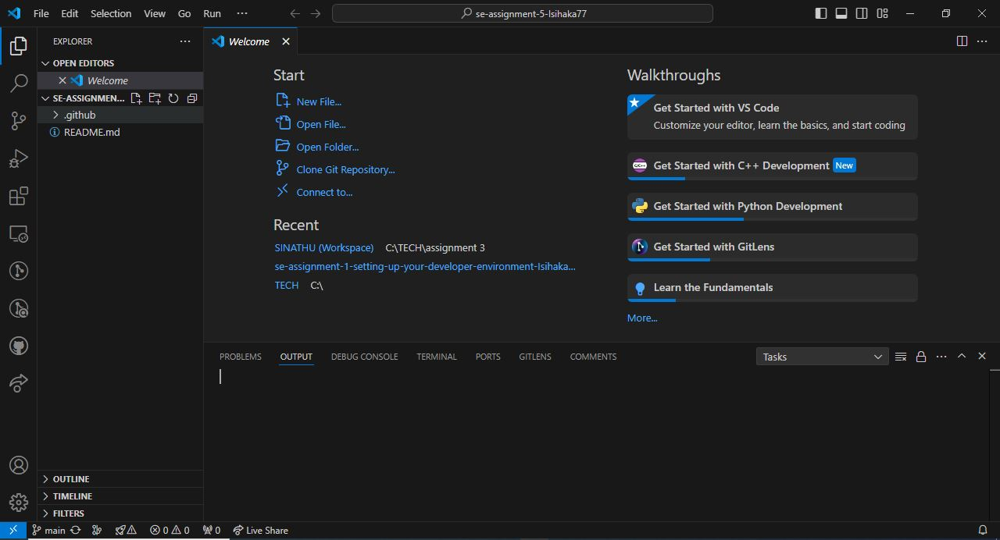 File Edit Selection View Go Run ···
se-assignment-5-Isihaka77
EXPLORER ···
OPEN EDITORS
Welcome
SE-ASSIGNMEN...
.github
README.md
OUTLINE
TIMELINE
FILTERS
Welcome
Start
New File...
Open File...
Open Folder...
Clone Git Repository...
Connect to...
Recent
SINATHU (Workspace) C:\TECH\assignment 3
se-assignment-1-setting-up-your-developer-environment-Isihaka...
TECH C:\
Walkthroughs
Get Started with VS Code
Customize your editor, learn the basics, and start coding
C/C++ Get Started with C++ Development New
Get Started with Python Development
Get Started with GitLens
Learn the Fundamentals
More...
PROBLEMS OUTPUT DEBUG CONSOLE TERMINAL PORTS GITLENS COMMENTS
Tasks
main 0 0 0 Live Share